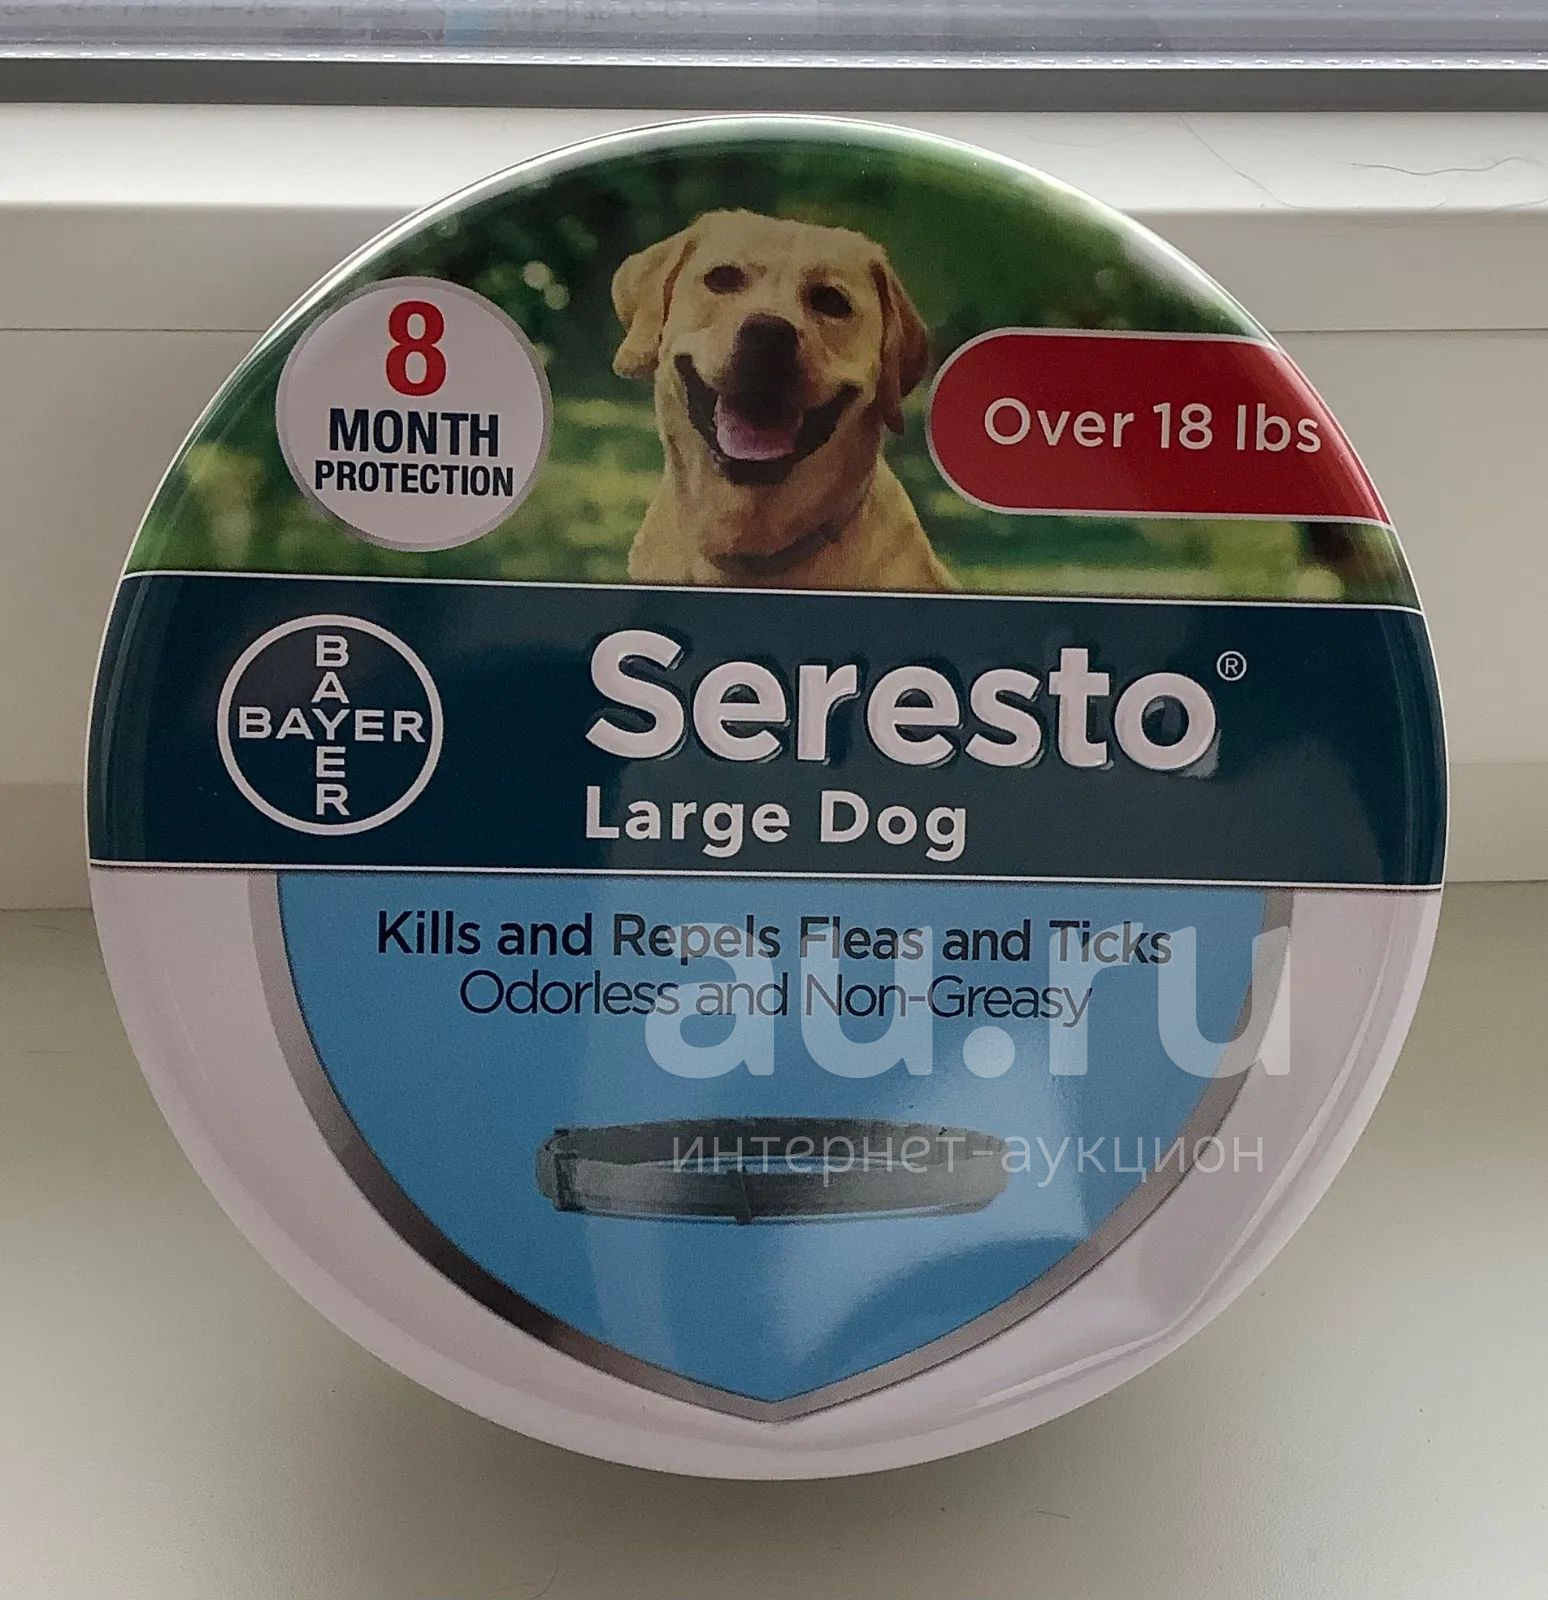 8
MONTH
PROTECTION
Over 18 lbs
BAYER
BAYER
Seresto®
Large Dog
Kills and Repels Fleas and Ticks
Odorless and Non-Greasy
au.ru
интернет-аукцион